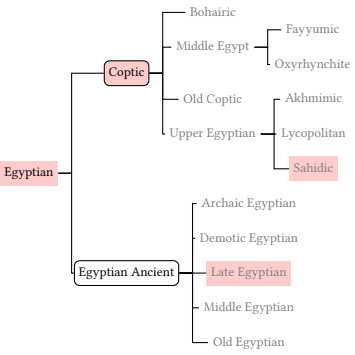 Bohairic
Fayyumic
Middle Egypt
Oxyrhynchite
Coptic
Old Coptic
Akhmimic
Upper Egyptian
Lycopolitan
Sahidic
Egyptian
Archaic Egyptian
Demotic Egyptian
Egyptian Ancient
Late Egyptian
Middle Egyptian
Old Egyptian